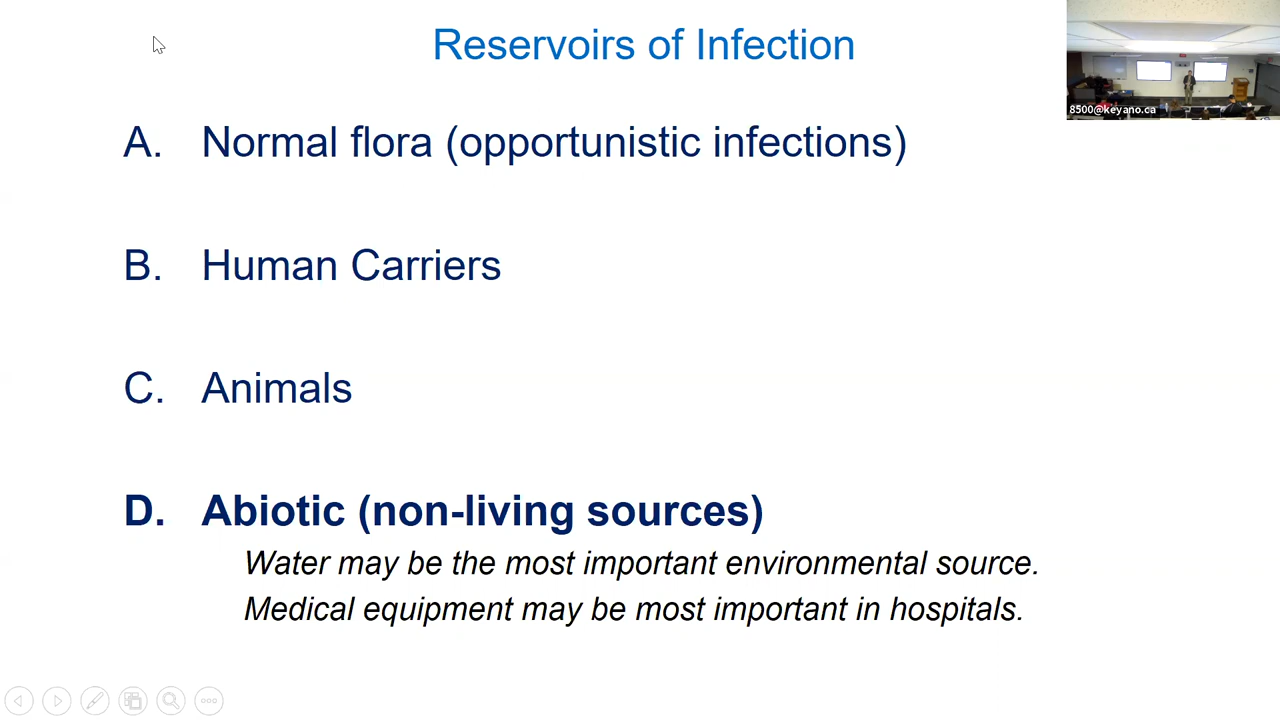 Reservoirs of Infection
8500@keyano.ca
A. Normal flora (opportunistic infections)
B. Human Carriers
C. Animals
D. Abiotic (non-living sources)
Water may be the most important environmental source.
Medical equipment may be most important in hospitals.